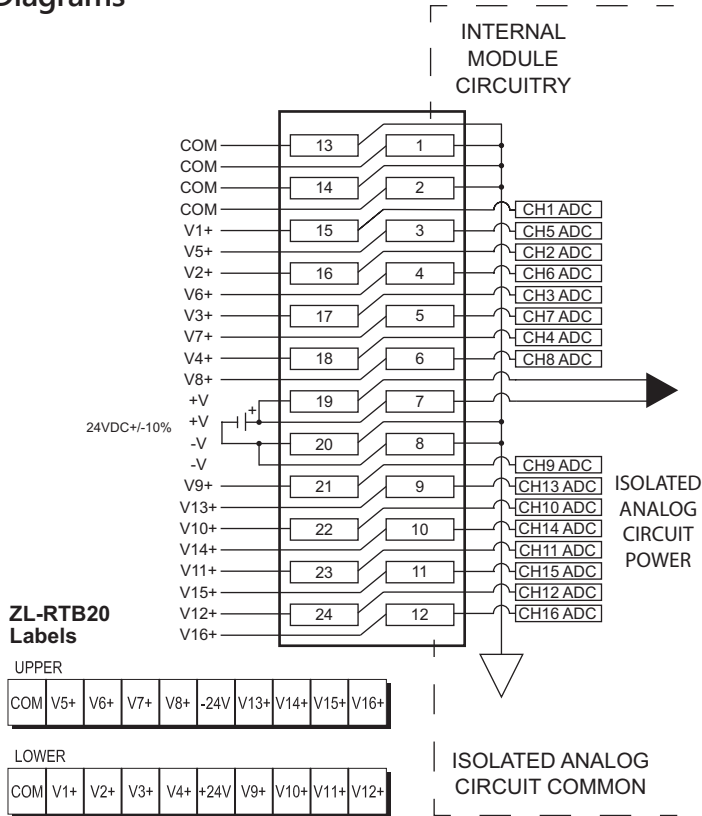 Diagrams
INTERNAL
MODULE
CIRCUITRY
COM
13
1
COM
COM
14
2
COM
CH1 ADC
V1+
15
3
CH5 ADC
V5+
CH2 ADC
V2+
16
4
CH6 ADC
V6+
CH3 ADC
V3+
17
5
CH7 ADC
V7+
CH4 ADC
V4+
18
6
CH8 ADC
V8+
+V
19
7
24VDC+/-10%
+V
+
-V
20
8
-V
CH9 ADC
V9+
21
9
CH13 ADC
V13+
CH10 ADC
V10+
22
10
CH14 ADC
V14+
CH11 ADC
V11+
23
11
CH15 ADC
V15+
CH12 ADC
V12+
24
12
CH16 ADC
V16+
ISOLATED
ANALOG
CIRCUIT
POWER
ZL-RTB20
Labels
UPPER
COM V5+ V6+ V7+ V8+ -24V V13+ V14+ V15+ V16+
LOWER
COM V1+ V2+ V3+ V4+ +24V V9+ V10+ V11+ V12+
ISOLATED ANALOG
CIRCUIT COMMON